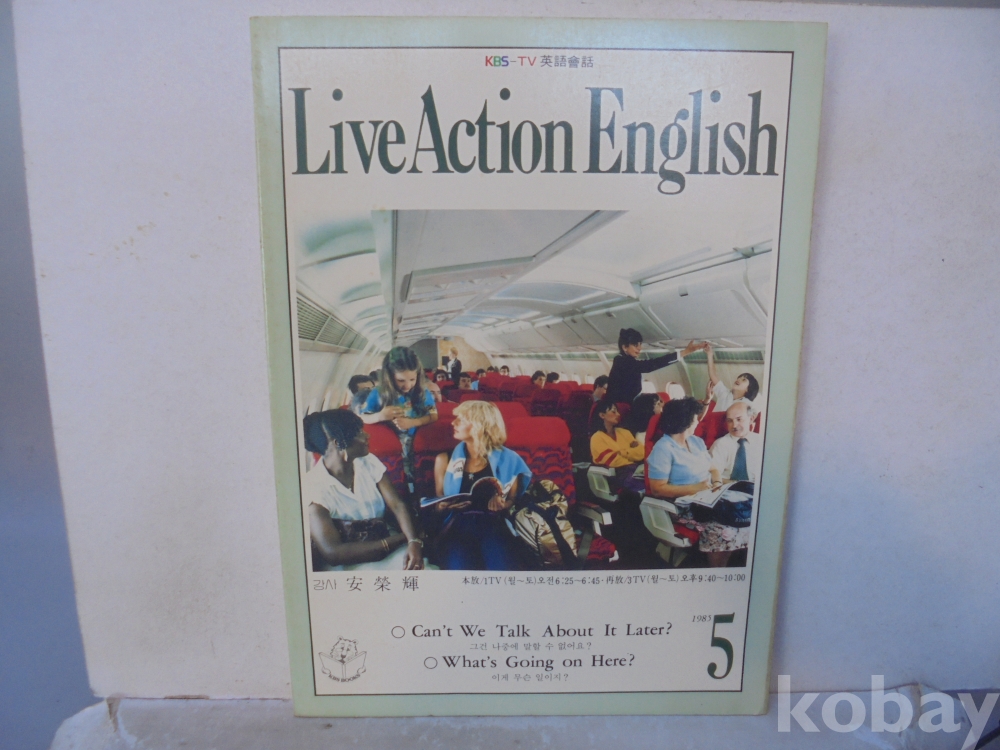 KBS-TV 英語會話
Live Action English
감시 安榮輝
本放/1TV (월~토) 오전 6:25~6:45·再放/3TV (월~토) 오후 9:40~10:00
1985 5
○ Can't We Talk About It Later?
그건 나중에 말할 수 없어요?
○ What's Going on Here?
이게 무슨 일이지?
BOOKS
kobay